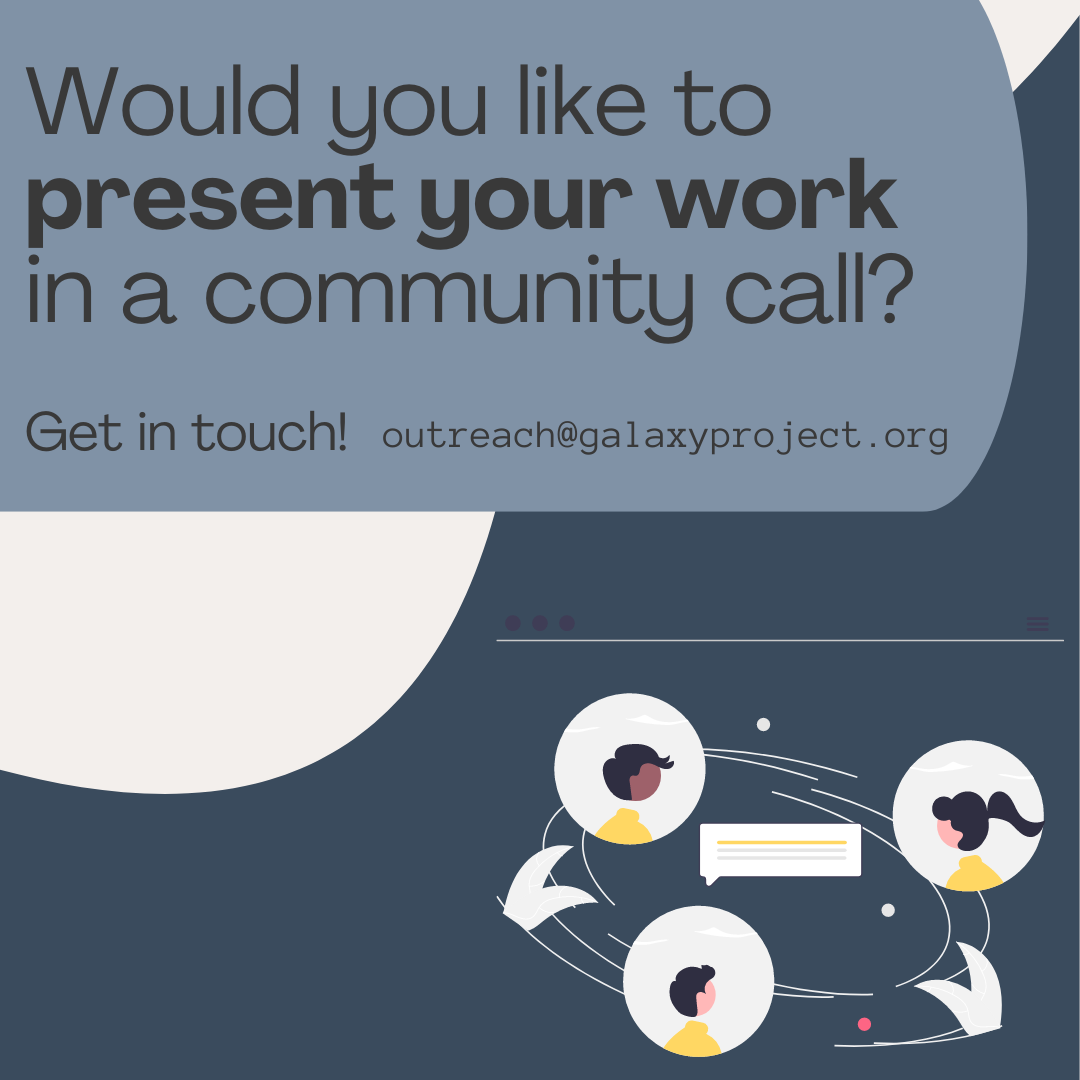 Would you like to
present your work
in a community call?
Get in touch! outreach@galaxyproject.org